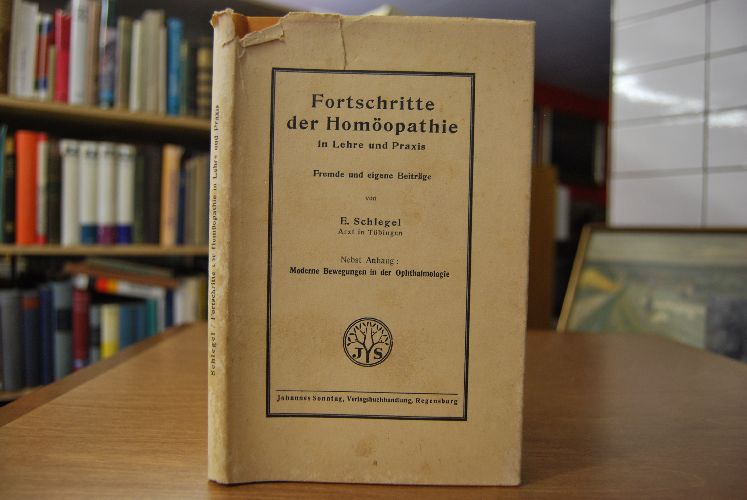 Fortschritte
der Homöopathie
in Lehre und Praxis
Fremde und eigene Beiträge
von
E. Schlegel
Arzt in Tübingen
Nebst Anhang:
Moderne Bewegungen in der Ophthalmologie
JS
Johannes Sonntag, Verlagsbuchhandlung, Regensburg
Schlegel / Fortschritte der Homöopathie in Lehre und Praxis